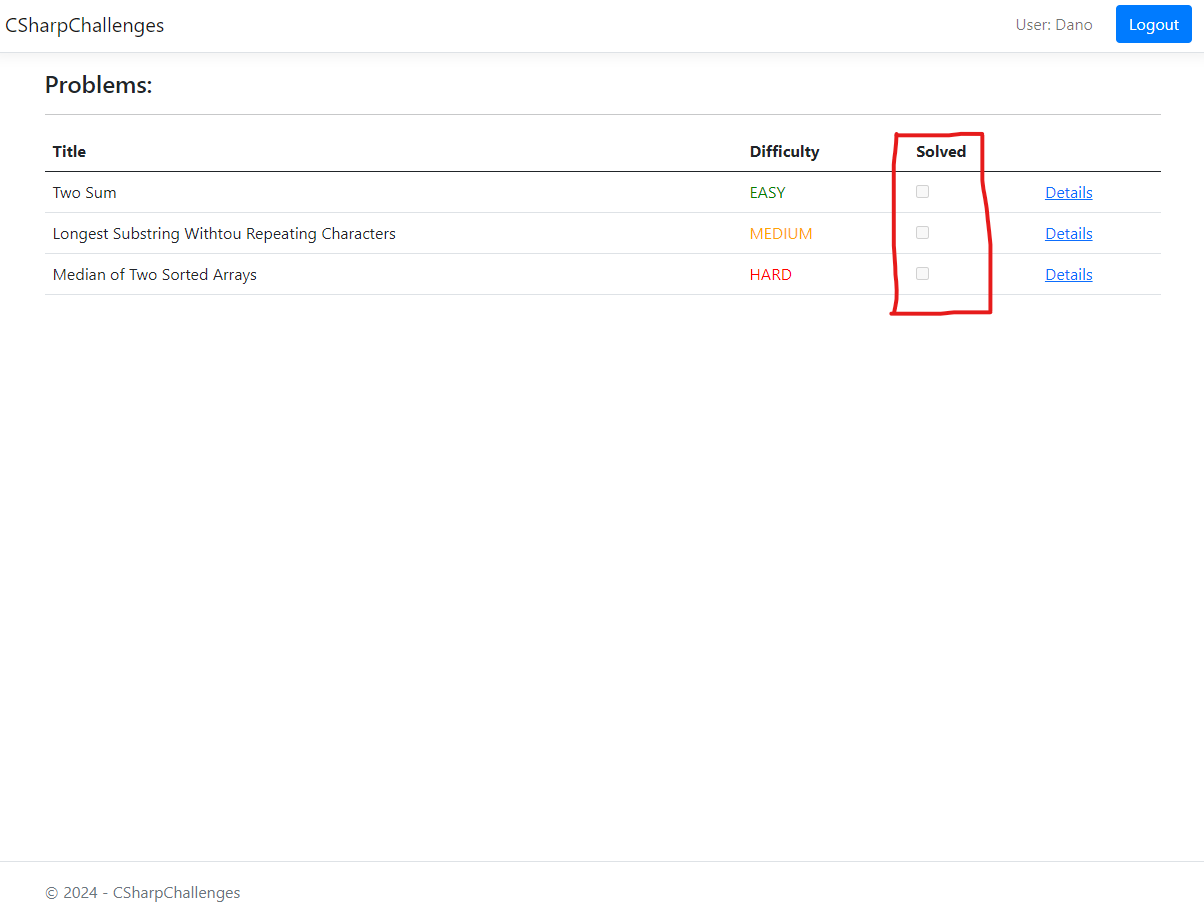 CSharpChallenges User: Dano Logout
Problems:
Title Difficulty Solved
Two Sum EASY Details
Longest Substring Withtou Repeating Characters MEDIUM Details
Median of Two Sorted Arrays HARD Details
© 2024 - CSharpChallenges